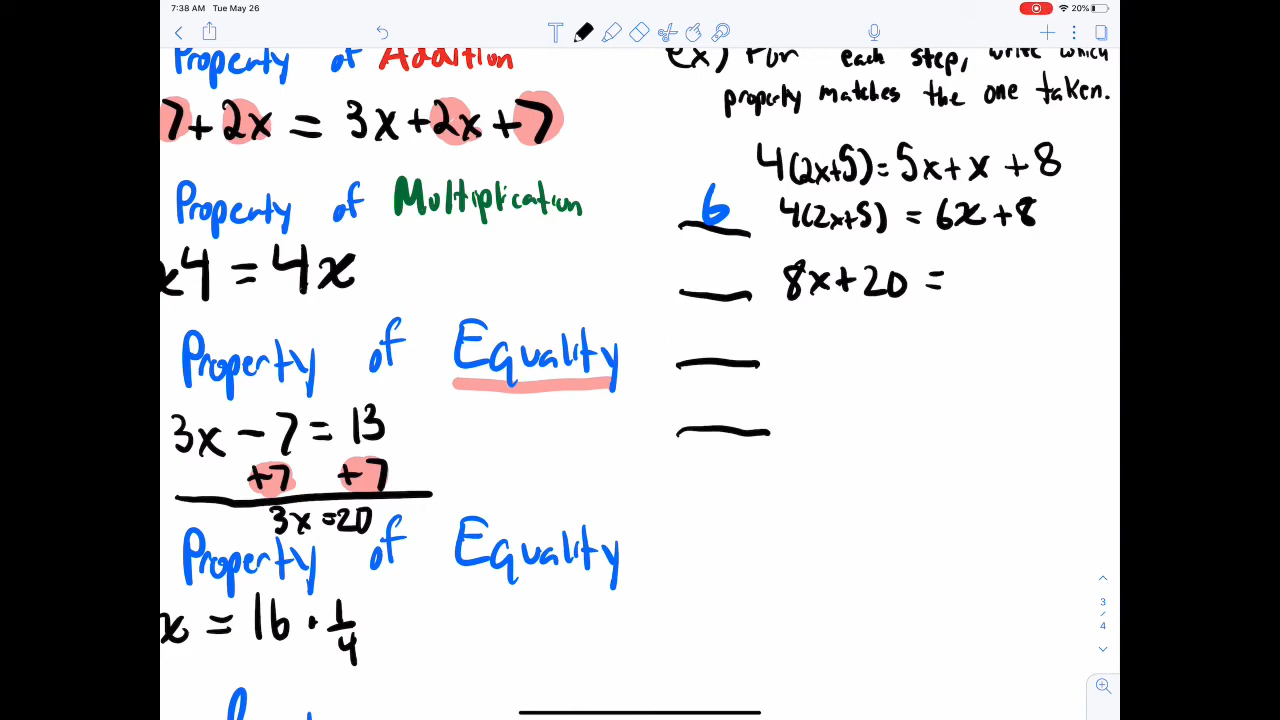 7:38 AM Tue May 26
20%
T
Property of Addition
7 + 2x = 3x + 2x + 7
Property of Multipication
x4 = 4x
Property of Equality
3x - 7 = 13
+7 +7
3x = 20
Property of Equality
x = 16 · 1/4
ex) For each step, write which
property matches the one taken.
4(2x+5) = 5x + x + 8
6 4(2x+5) = 6x + 8
8x + 20 =
3
/
4